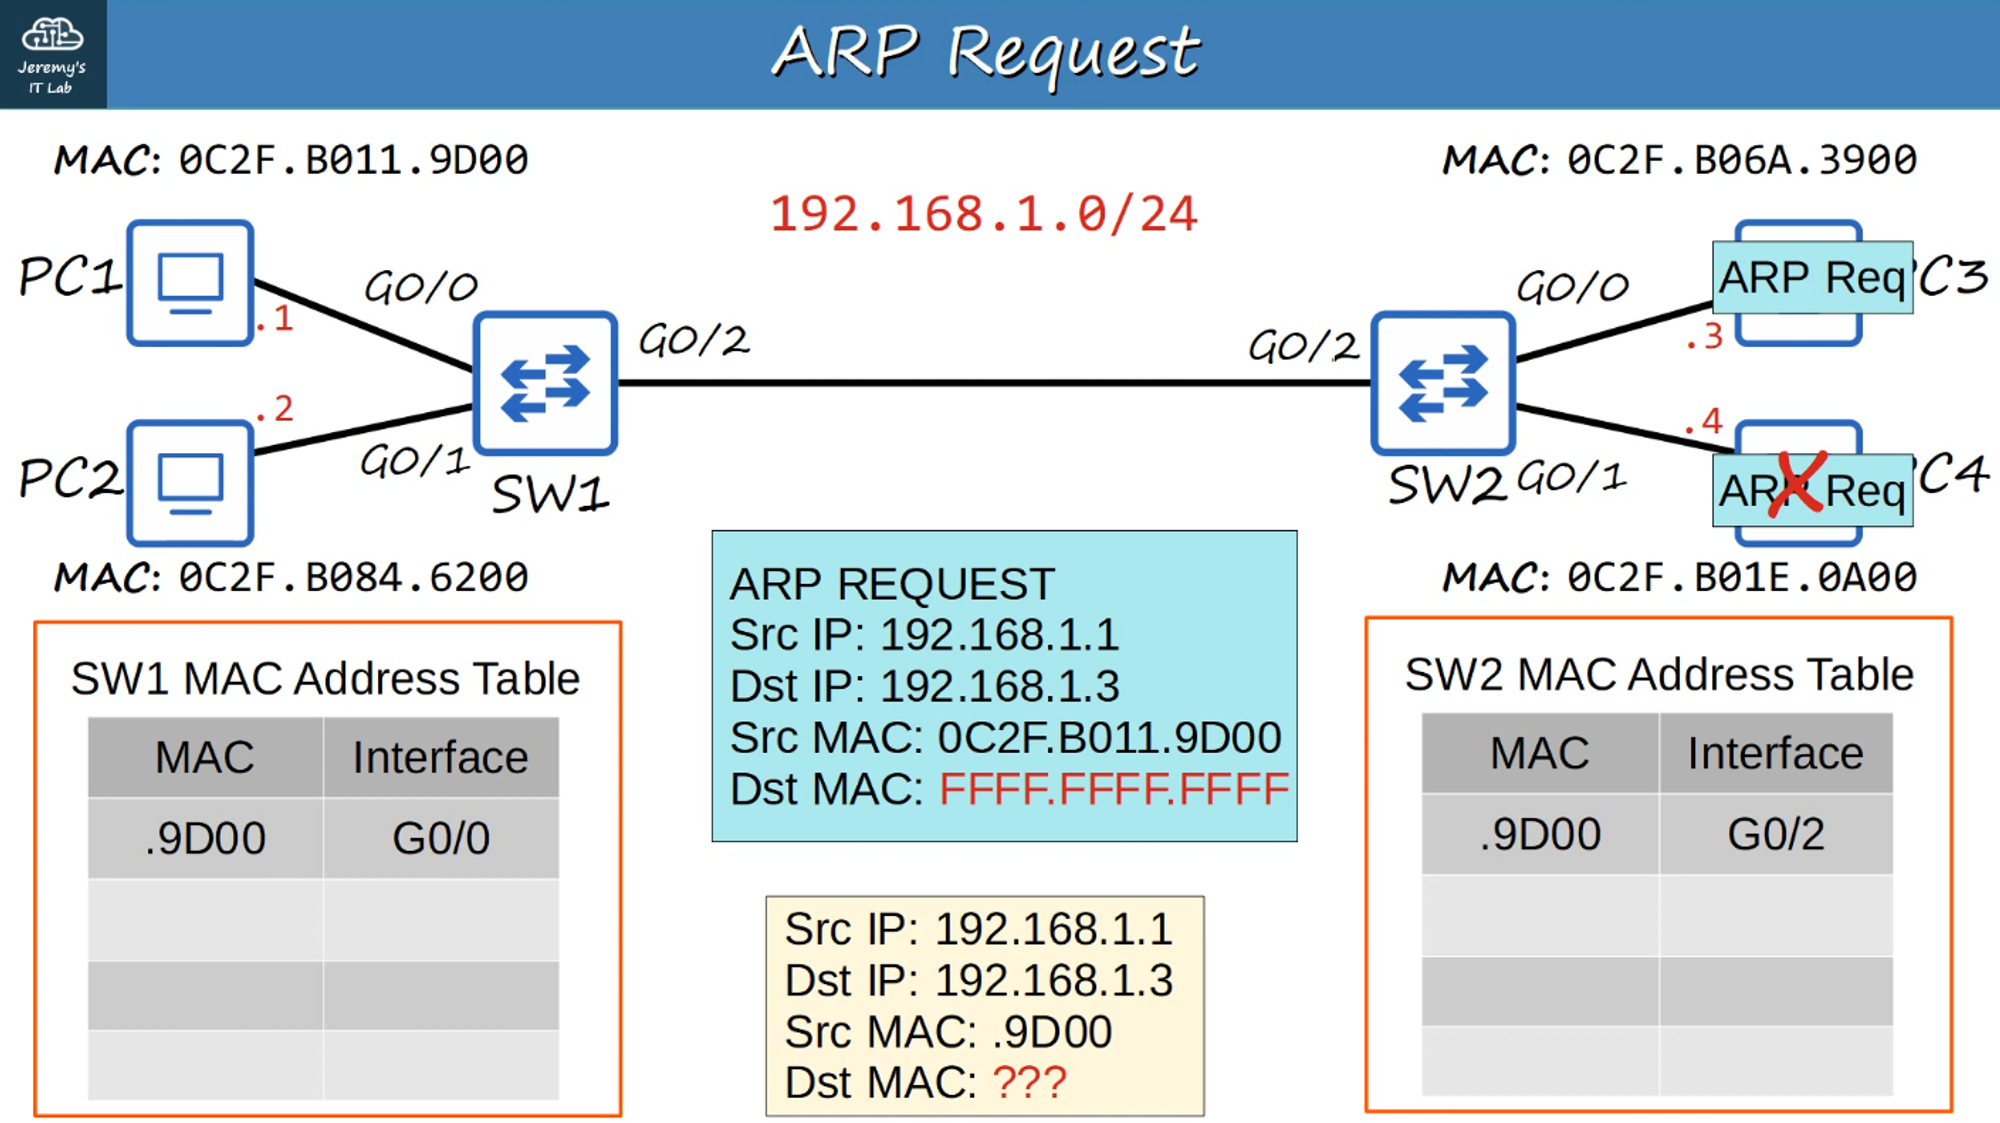 Jeremy's
IT Lab
ARP Request
MAC: 0C2F.B011.9D00
MAC: 0C2F.B06A.3900
192.168.1.0/24
PC1
G0/0
.1
G0/2
G0/2
G0/0
ARP Req
C3
.3
.2
PC2
G0/1
SW1
SW2
G0/1
.4
ARP Req
C4
MAC: 0C2F.B084.6200
MAC: 0C2F.B01E.0A00
ARP REQUEST
Src IP: 192.168.1.1
Dst IP: 192.168.1.3
Src MAC: 0C2F.B011.9D00
Dst MAC: FFFF.FFFF.FFFF
SW1 MAC Address Table
MAC Interface
.9D00 G0/0
SW2 MAC Address Table
MAC Interface
.9D00 G0/2
Src IP: 192.168.1.1
Dst IP: 192.168.1.3
Src MAC: .9D00
Dst MAC: ???